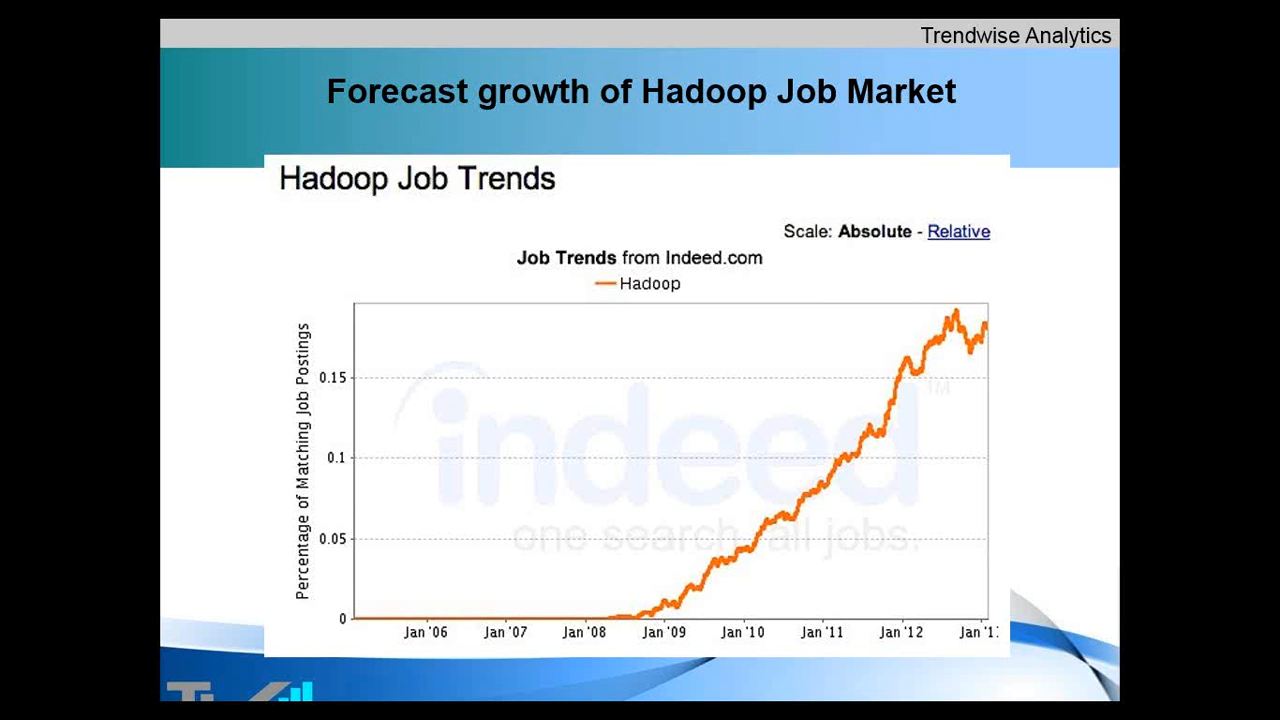 Trendwise Analytics
Forecast growth of Hadoop Job Market
Hadoop Job Trends
Scale: Absolute - Relative
Job Trends from Indeed.com
Hadoop
Percentage of Matching Job Postings
0.15
0.1
0.05
0
Jan'06 Jan'07 Jan'08 Jan'09 Jan'10 Jan'11 Jan'12
indeed
TM
one search. all jobs.